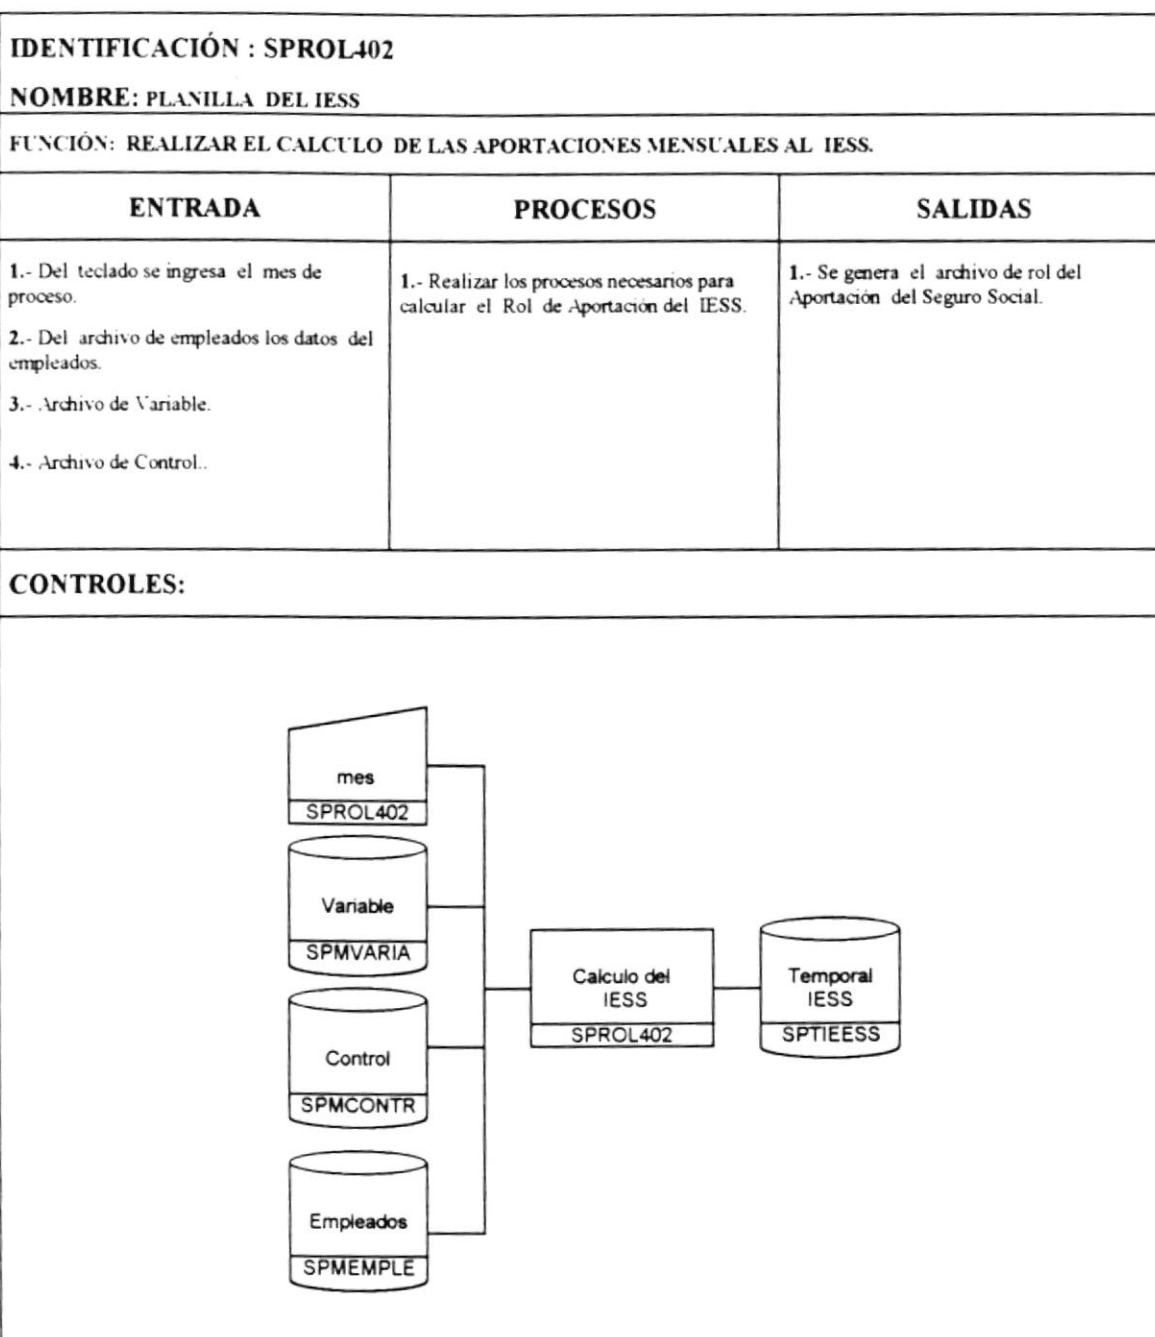 IDENTIFICACIÓN : SPROL402
NOMBRE: PLANILLA DEL IESS
FUNCIÓN: REALIZAR EL CALCULO DE LAS APORTACIONES MENSUALES AL IESS.
ENTRADA
PROCESOS
SALIDAS
1.- Del teclado se ingresa el mes de
proceso.
2.- Del archivo de empleados los datos del
empleados.
3.- Archivo de Variable.
4.- Archivo de Control..
1.- Realizar los procesos necesarios para
calcular el Rol de Aportación del IESS.
1.- Se genera el archivo de rol del
Aportación del Seguro Social.
CONTROLES:
mes
SPROL402
Variable
SPMVARIA
Control
SPMCONTR
Empleados
SPMEMPLE
Calculo del
IESS
SPROL402
Temporal
IESS
SPTIEESS